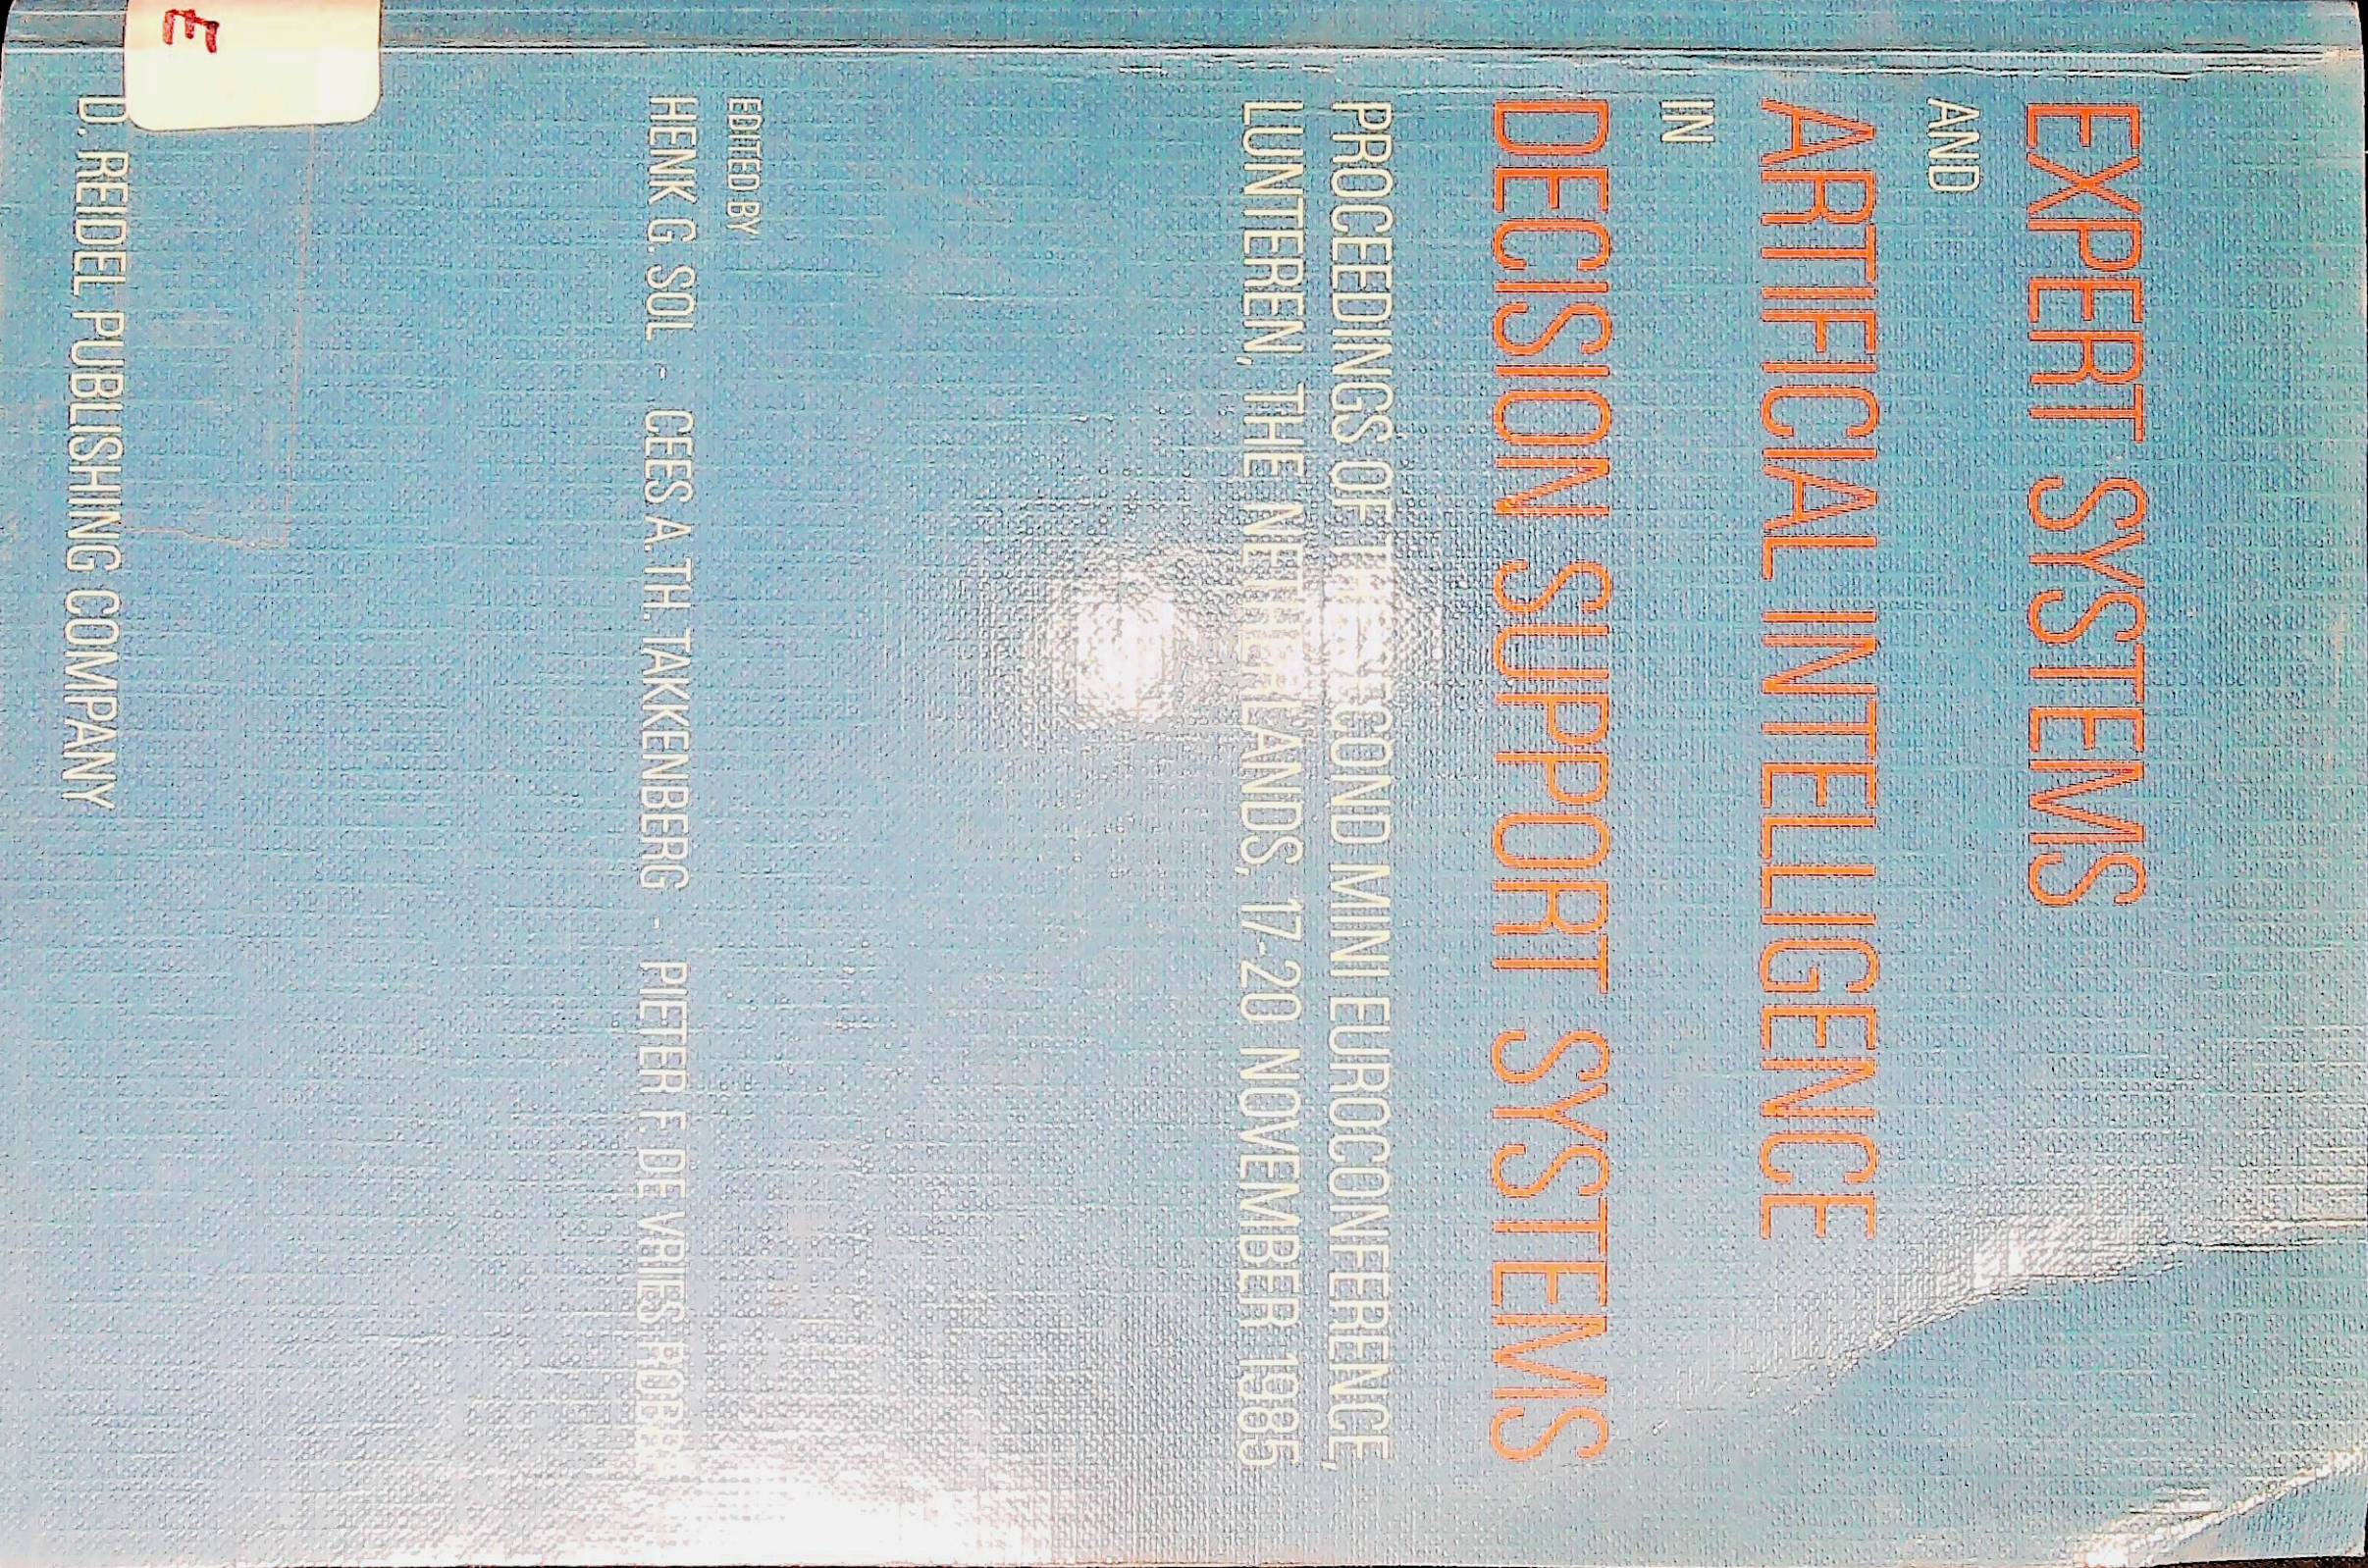 EXPERT SYSTEMS
AND
ARTIFICIAL INTELLIGENCE
IN
DECISION SUPPORT SYSTEMS
PROCEEDINGS OF THE SECOND MINI EUROCONFERENCE,
LUNTEREN, THE NETHERLANDS, 17-20 NOVEMBER 1985
EDITED BY
HENK G. SOL - CEES A. TH. TAKKENBERG - PIETER F. DE VRIES ROBBÉ
D. REIDEL PUBLISHING COMPANY